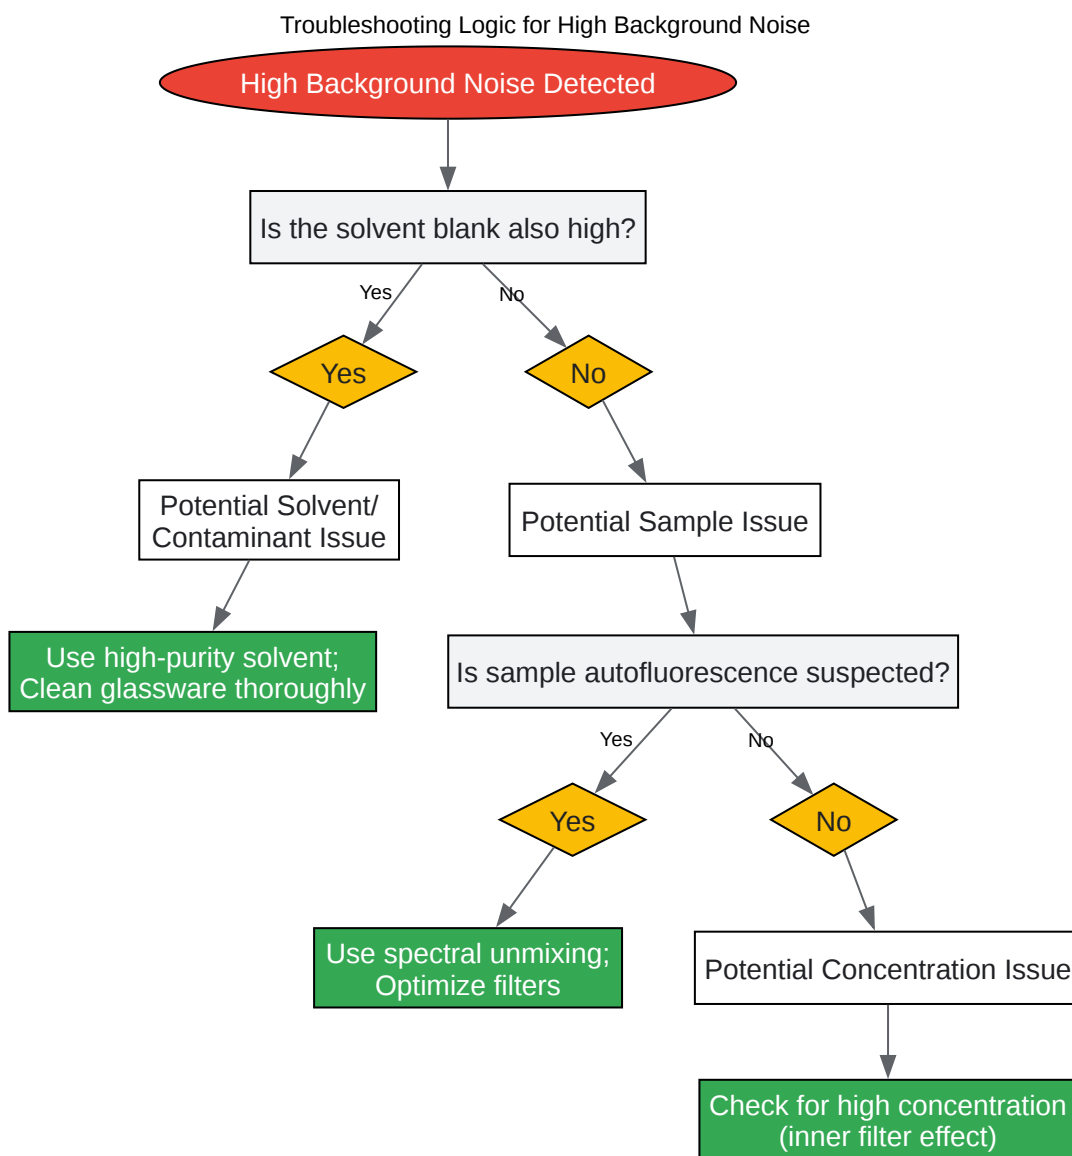 Troubleshooting Logic for High Background Noise
High Background Noise Detected
Is the solvent blank also high?
Yes
No
Yes
No
Potential Solvent/
Contaminant Issue
Potential Sample Issue
Use high-purity solvent;
Clean glassware thoroughly
Is sample autofluorescence suspected?
Yes
No
Yes
No
Use spectral unmixing;
Optimize filters
Potential Concentration Issue
Check for high concentration
(inner filter effect)